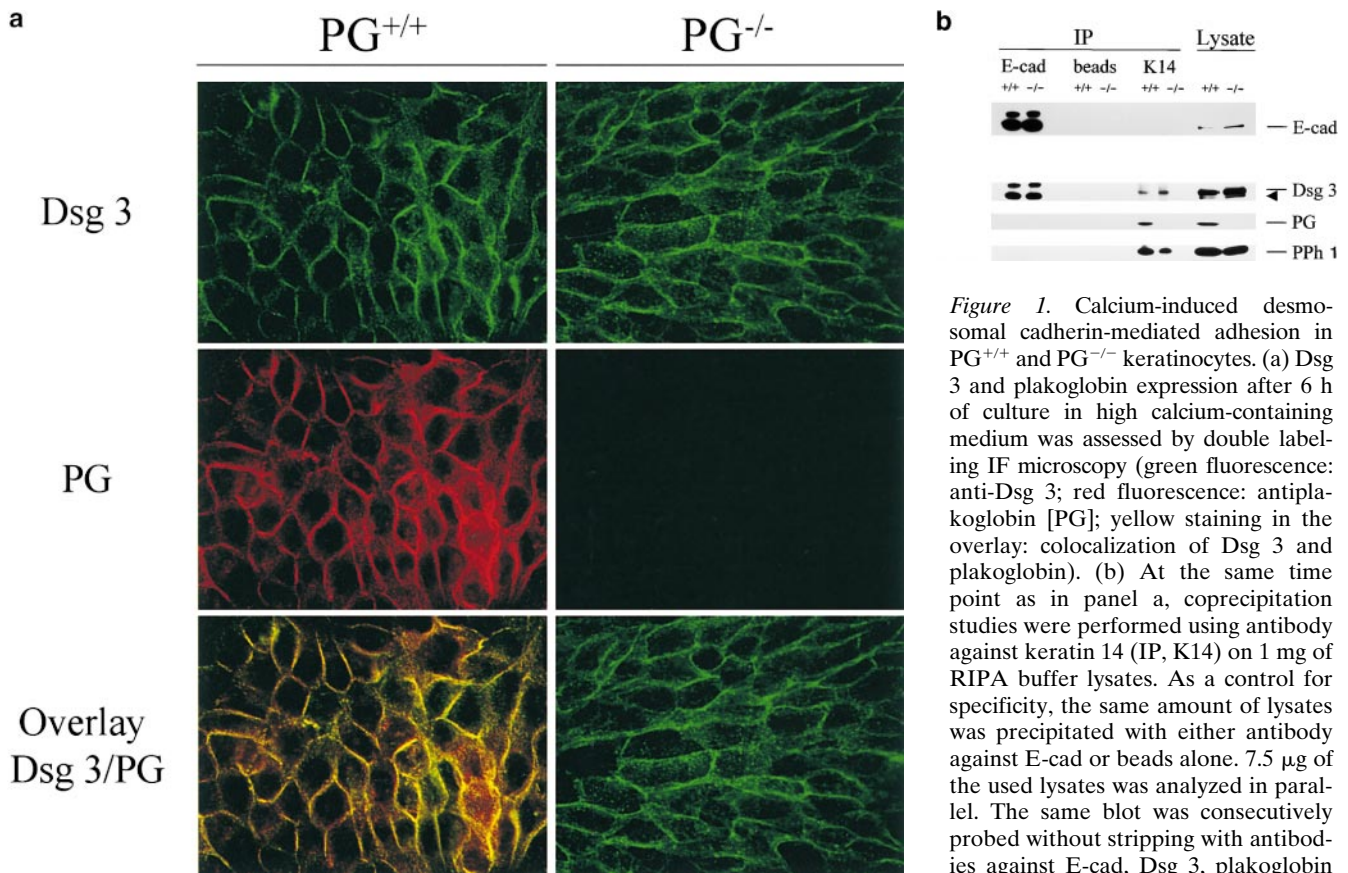 a
PG+/+ PG-/-
Dsg 3
PG
Overlay
Dsg 3/PG
b
IP Lysate
E-cad beads K14
+/+ -/- +/+ -/- +/+ -/- +/+ -/-
E-cad
Dsg 3
PG
PPh 1
Figure 1. Calcium-induced desmo-
somal cadherin-mediated adhesion in
PG+/+ and PG−/− keratinocytes. (a) Dsg
3 and plakoglobin expression after 6 h
of culture in high calcium-containing
medium was assessed by double label-
ing IF microscopy (green fluorescence:
anti-Dsg 3; red fluorescence: antipla-
koglobin [PG]; yellow staining in the
overlay: colocalization of Dsg 3 and
plakoglobin). (b) At the same time
point as in panel a, coprecipitation
studies were performed using antibody
against keratin 14 (IP, K14) on 1 mg of
RIPA buffer lysates. As a control for
specificity, the same amount of lysates
was precipitated with either antibody
against E-cad or beads alone. 7.5 μg of
the used lysates was analyzed in paral-
lel. The same blot was consecutively
probed without stripping with antibod-
ies against E-cad, Dsg 3, plakoglobin